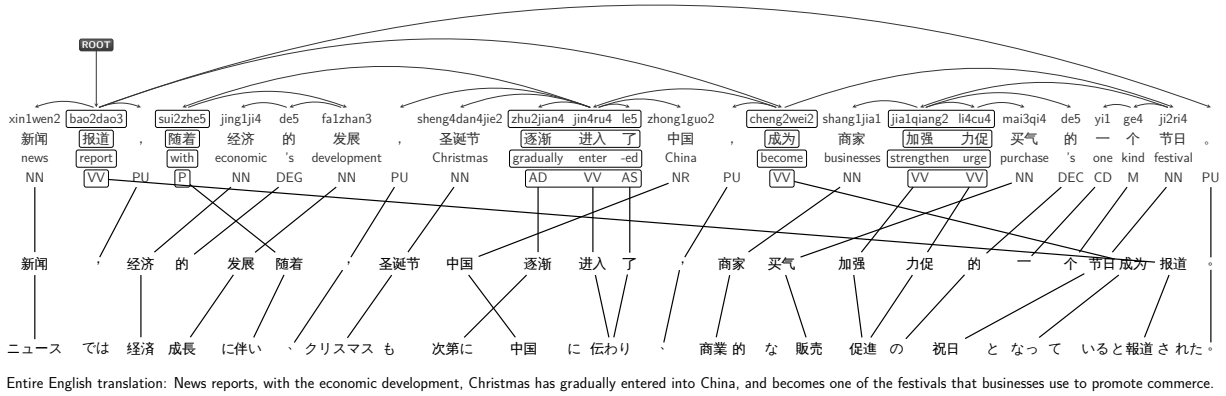 ROOT
xin1wen2 bao2dao3 , sui2zhe5 jing1ji4 de5 fa1zhan3 , sheng4dan4jie2 zhu2jian4 jin4ru4 le5 zhong1guo2 , cheng2wei2 shang1jia1 jia1qiang2 li4cu4 mai3qi4 de5 yi1 ge4 ji2ri4 。
新闻 报道 , 随着 经济 的 发展 , 圣诞节 逐渐 进入 了 中国 , 成为 商家 加强 力促 买气 的 一 个 节日 。
news report with economic 's development Christmas gradually enter -ed China become businesses strengthen urge purchase 's one kind festival
NN VV PU P NN DEG NN PU NN AD VV AS NR PU VV NN VV VV NN DEC CD M NN PU
新闻 , 经济 的 发展 随着 , 圣诞节 中国 逐渐 进入 了 , 商家 买气 加强 力促 的 一 个 节日 成为 报道 。
ニュース では 経済 成長 に伴い 、 クリスマス も 次第に 中国 に 伝わり 、 商業 的 な 販売 促進 の 祝日 と なっ て いる と 報道 さ れた 。
Entire English translation: News reports, with the economic development, Christmas has gradually entered into China, and becomes one of the festivals that businesses use to promote commerce.